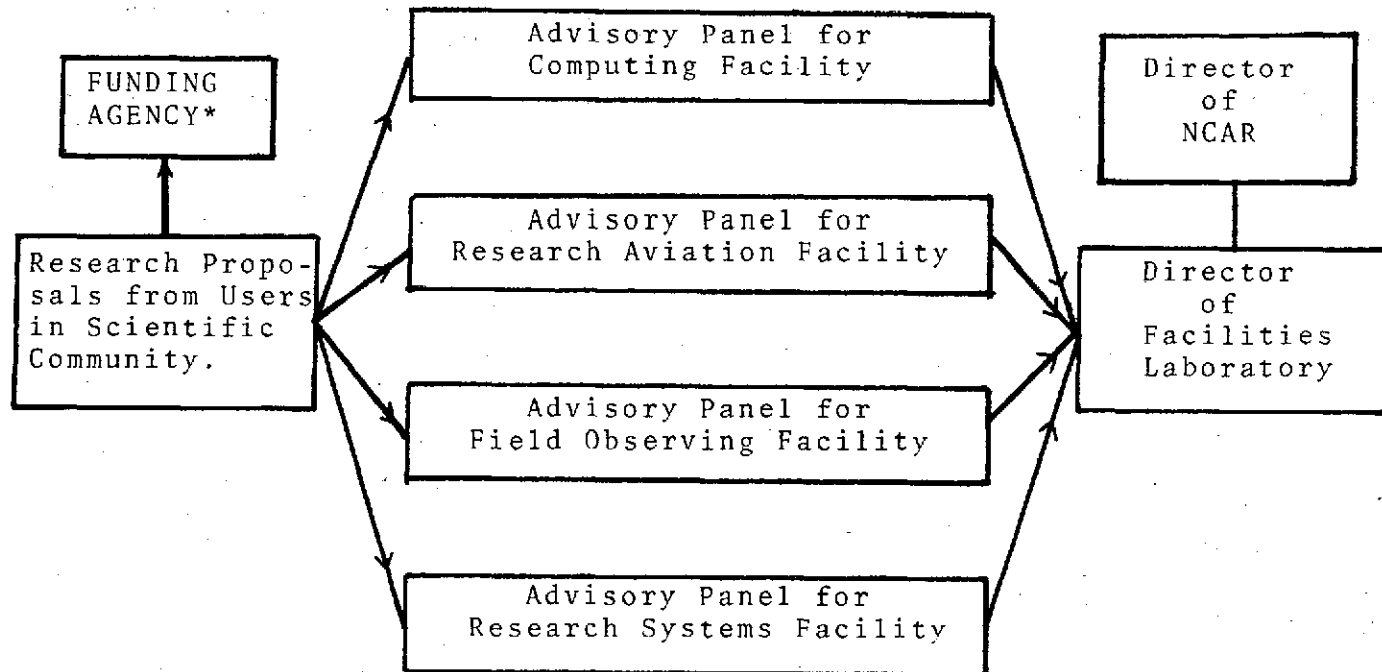 FUNDING
AGENCY*
Research Propo-
sals from Users
in Scientific
Community.
Advisory Panel for
Computing Facility
Advisory Panel for
Research Aviation Facility
Advisory Panel for
Field Observing Facility
Advisory Panel for
Research Systems Facility
Director
of
NCAR
Director
of
Facilities
Laboratory